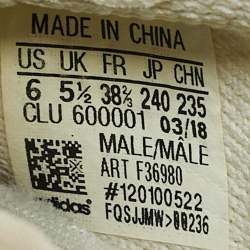 MADE IN CHINA
US UK FR JP CHN
6 5½ 38⅔ 240 235
CLU 600001 03/18
MALE/MÂLE
ART F36980
#120100522
adidas FQSJJMW>00236